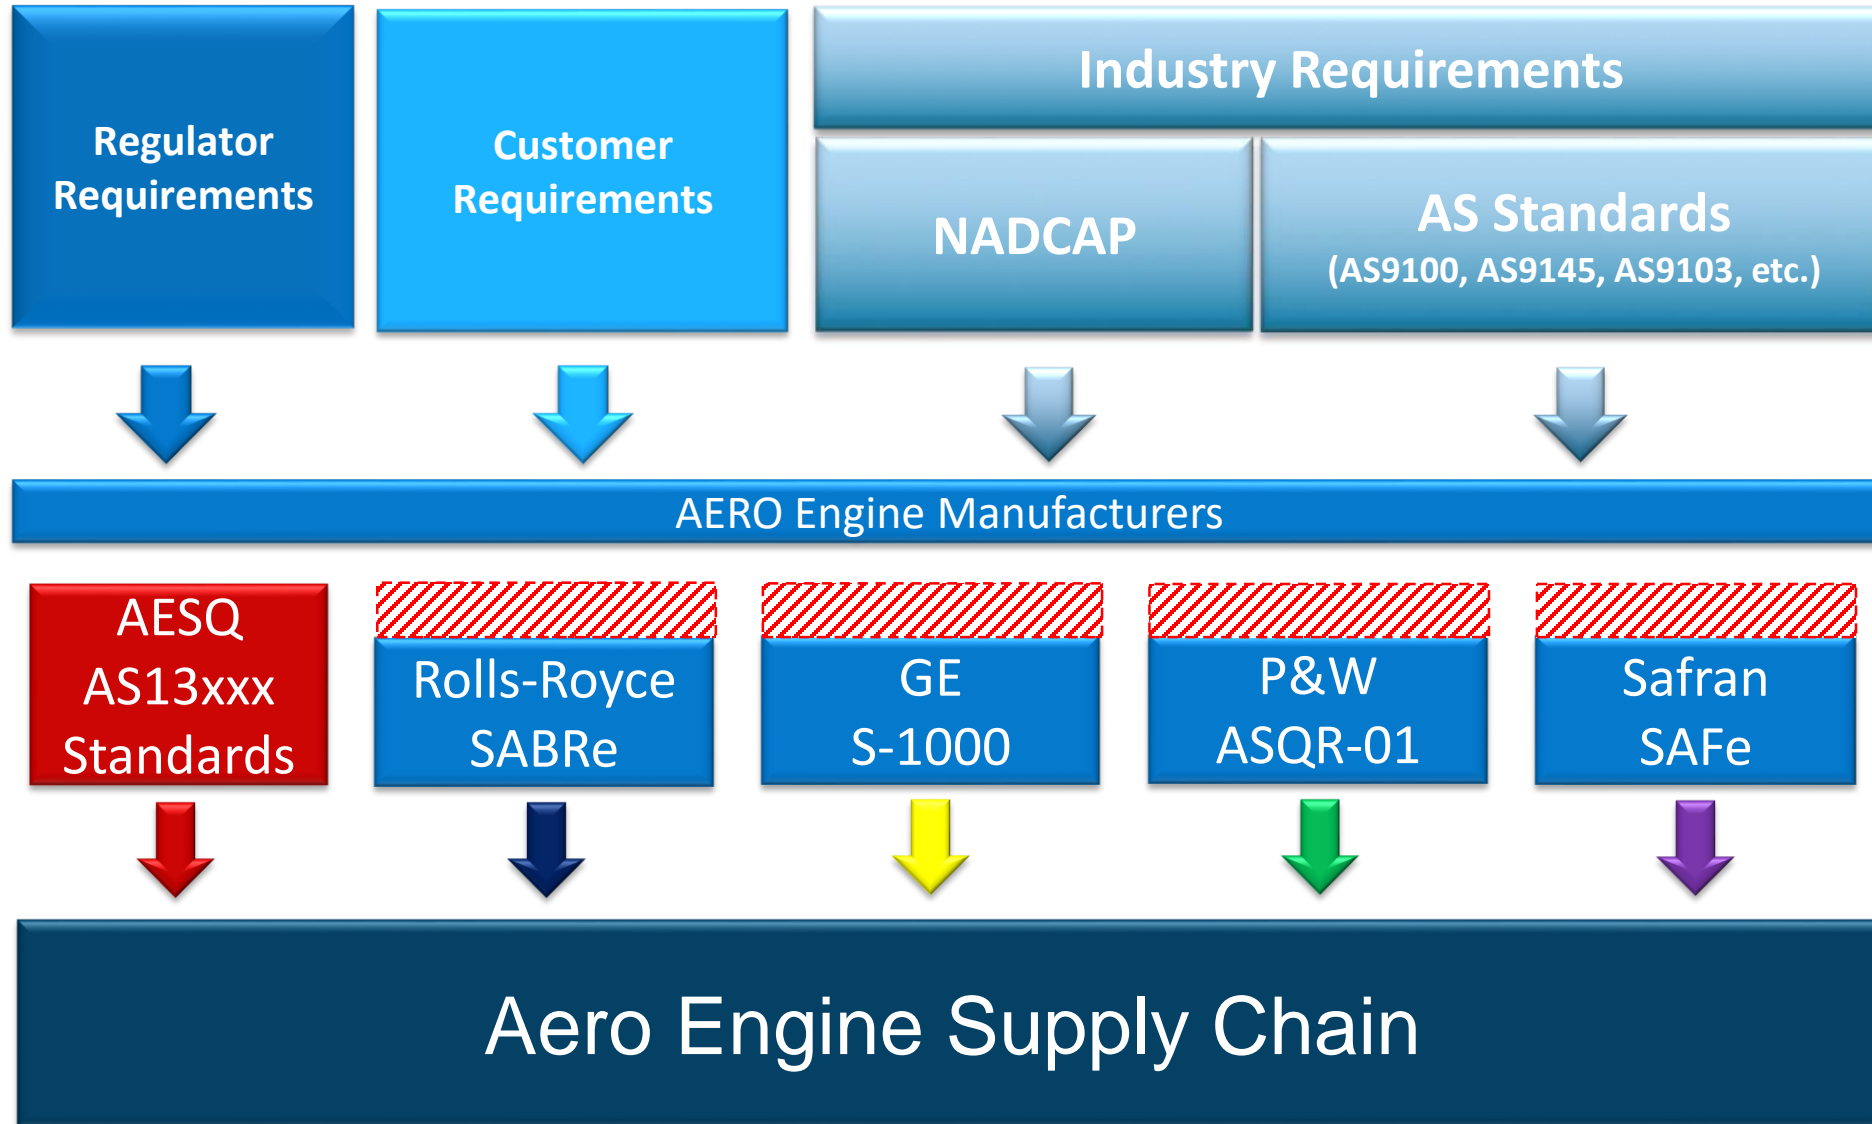 Regulator
Requirements
Customer
Requirements
Industry Requirements
NADCAP
AS Standards
(AS9100, AS9145, AS9103, etc.)
AERO Engine Manufacturers
AESQ
AS13xxx
Standards
Rolls-Royce
SABRe
GE
S-1000
P&W
ASQR-01
Safran
SAFe
Aero Engine Supply Chain